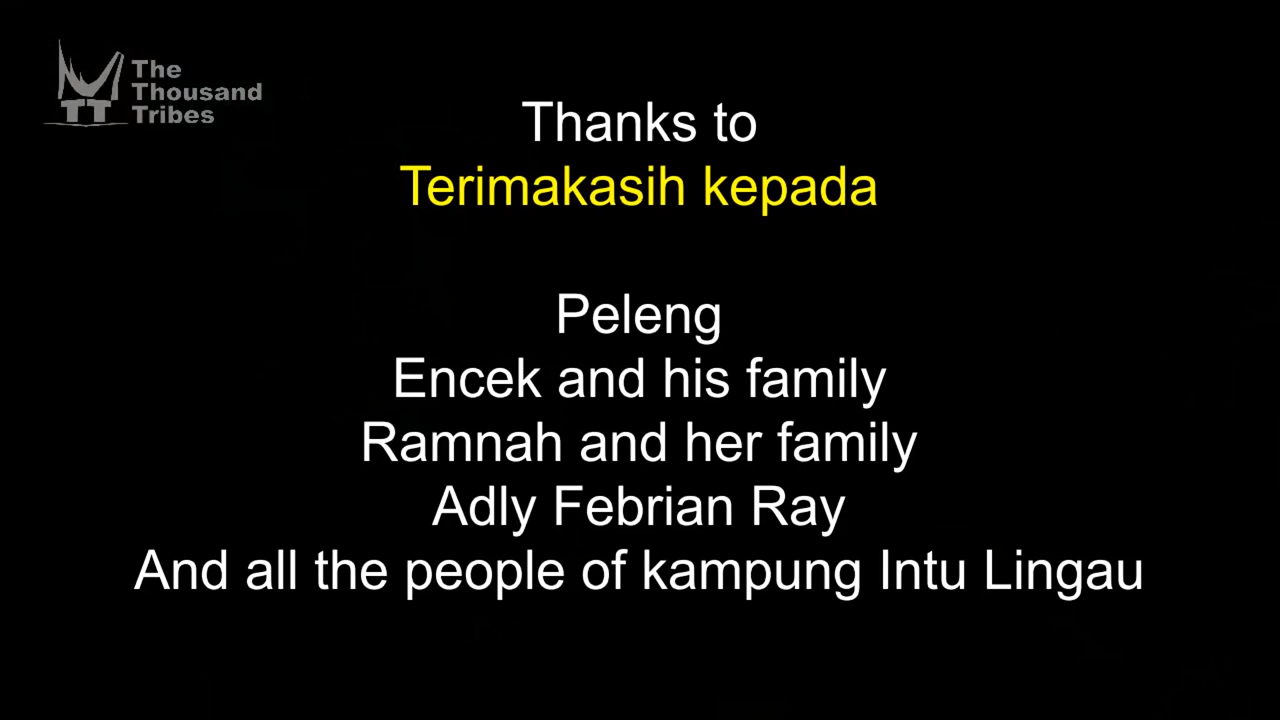 The
Thousand
Tribes
Thanks to
Terimakasih kepada
Peleng
Encek and his family
Ramnah and her family
Adly Febrian Ray
And all the people of kampung Intu Lingau